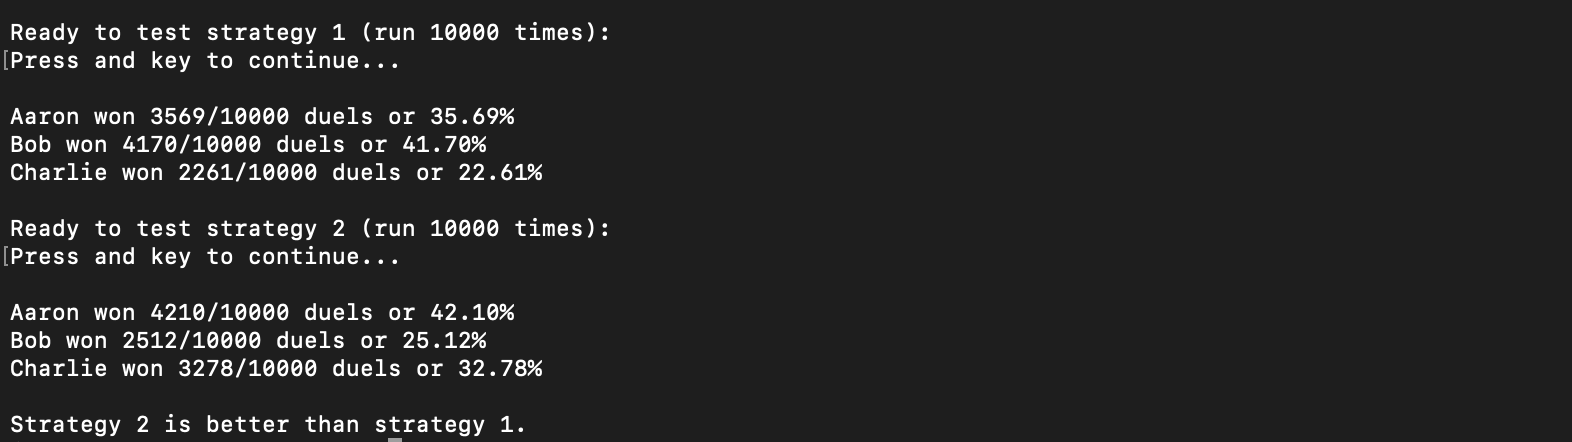 Ready to test strategy 1 (run 10000 times):
[Press and key to continue...
Aaron won 3569/10000 duels or 35.69%
Bob won 4170/10000 duels or 41.70%
Charlie won 2261/10000 duels or 22.61%
Ready to test strategy 2 (run 10000 times):
[Press and key to continue...
Aaron won 4210/10000 duels or 42.10%
Bob won 2512/10000 duels or 25.12%
Charlie won 3278/10000 duels or 32.78%
Strategy 2 is better than strategy 1.